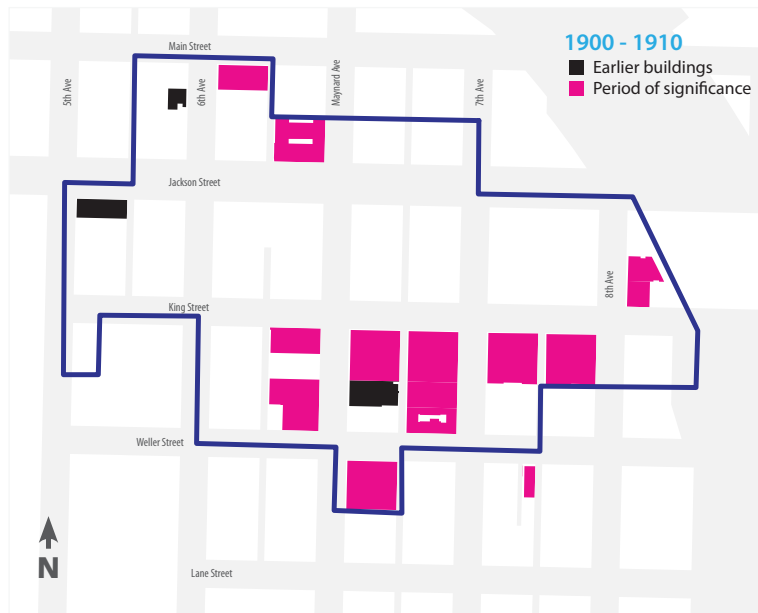 1900 - 1910
Earlier buildings
Period of significance
Main Street
5th Ave
6th Ave
Maynard Ave
7th Ave
Jackson Street
8th Ave
King Street
Weller Street
N
Lane Street